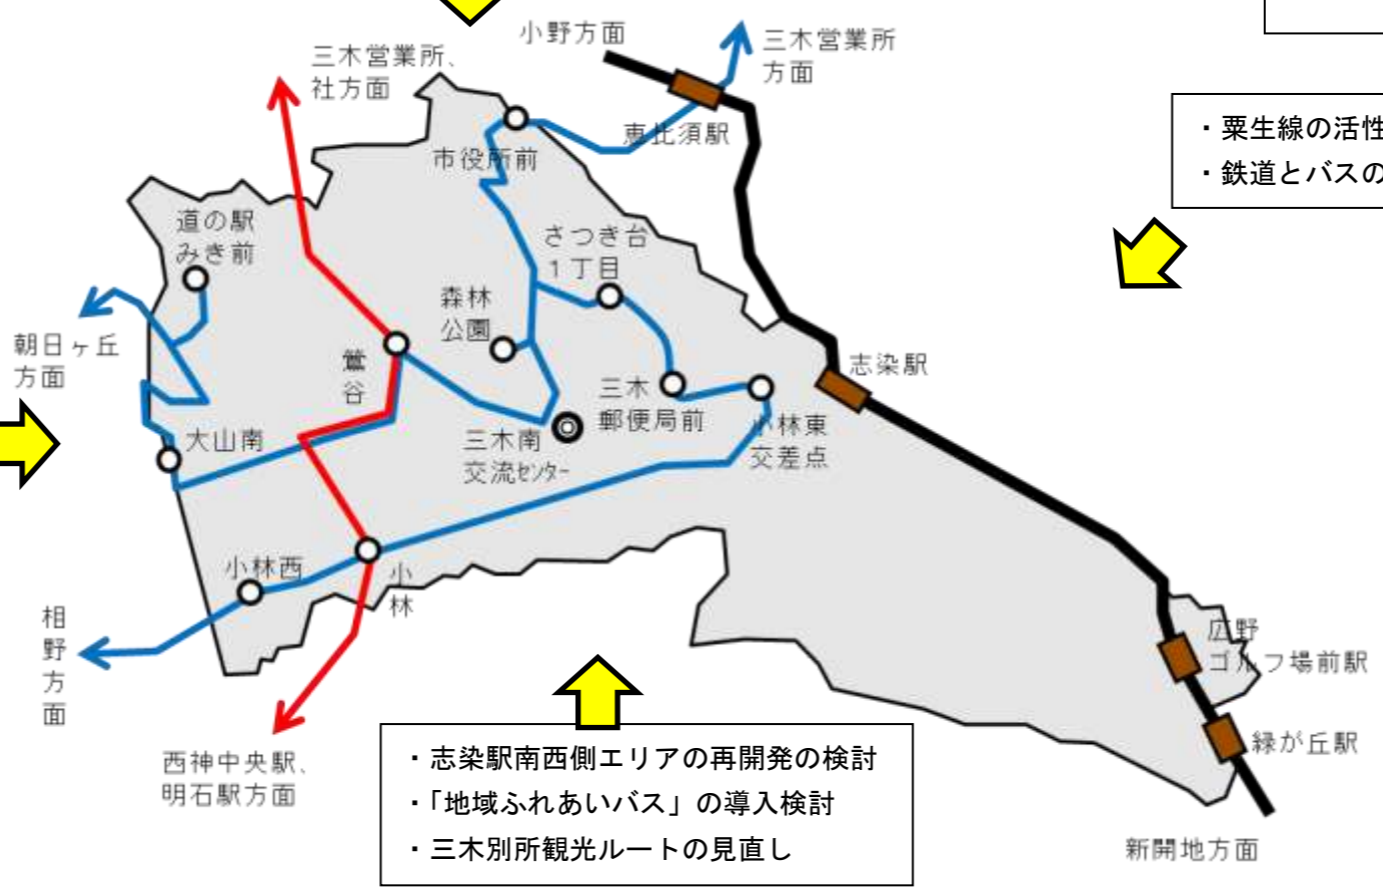 小野方面
三木営業所、
社方面
三木営業所
方面
恵比須駅
市役所前
・粟生線の活性
・鉄道とバスの
道の駅
みき前
さつき台
1丁目
森林
公園
朝日ヶ丘
方面
鶯
谷
志染駅
三木
郵便局前
小林東
交差点
大山南
三木南
交流センター
小林西
小
林
相
野
方
面
広野
ゴルフ場前駅
緑が丘駅
西神中央駅、
明石駅方面
・志染駅南西側エリアの再開発の検討
・「地域ふれあいバス」の導入検討
・三木別所観光ルートの見直し
新開地方面